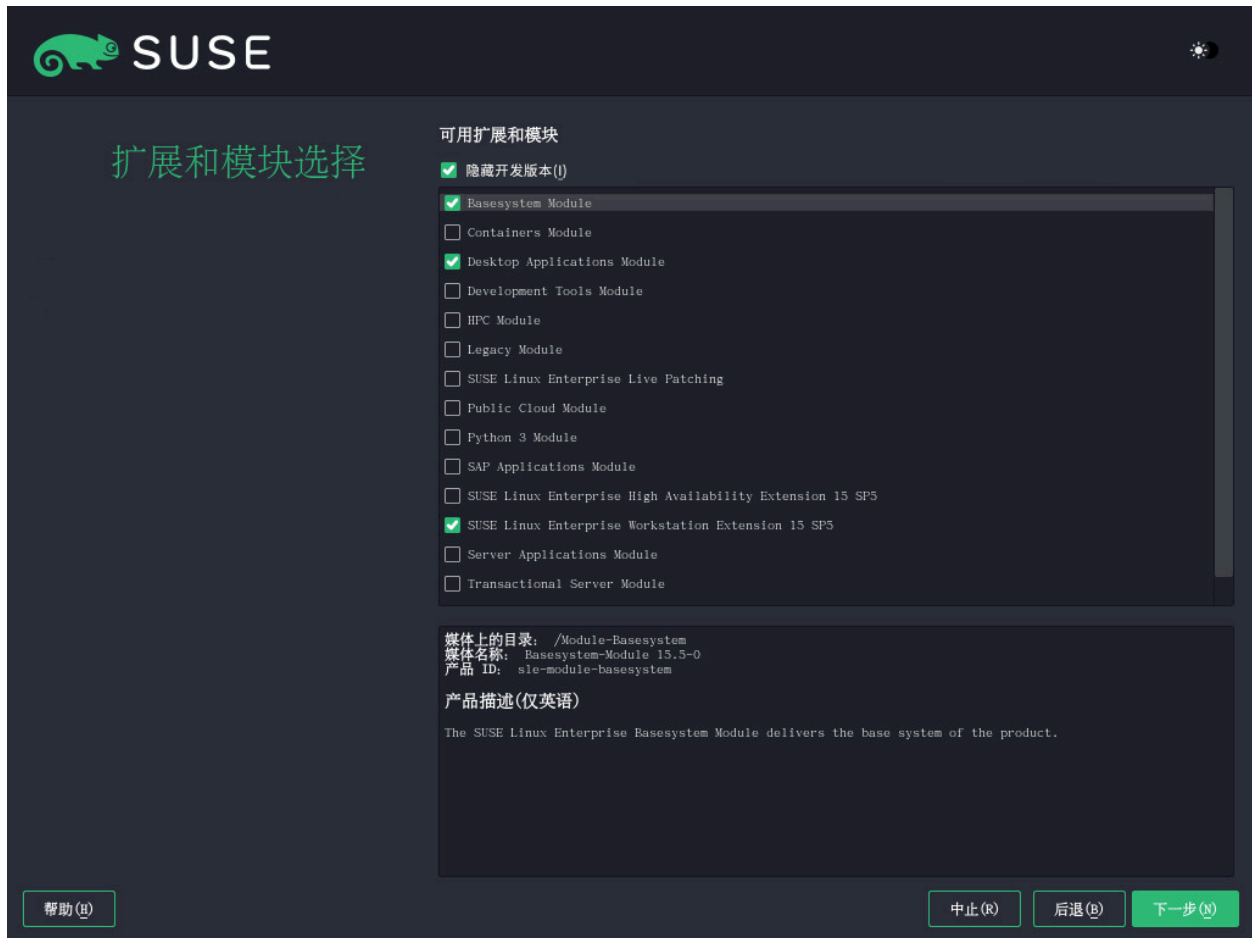 SUSE
扩展和模块选择
可用扩展和模块
隐藏开发版本(I)
Basesystem Module
Containers Module
Desktop Applications Module
Development Tools Module
HPC Module
Legacy Module
SUSE Linux Enterprise Live Patching
Public Cloud Module
Python 3 Module
SAP Applications Module
SUSE Linux Enterprise High Availability Extension 15 SP5
SUSE Linux Enterprise Workstation Extension 15 SP5
Server Applications Module
Transactional Server Module
媒体上的目录: /Module-Basesystem
媒体名称: Basesystem-Module 15.5-0
产品 ID: sle-module-basesystem
产品描述(仅英语)
The SUSE Linux Enterprise Basesystem Module delivers the base system of the product.
帮助(H) 中止(R) 后退(B) 下一步(N)